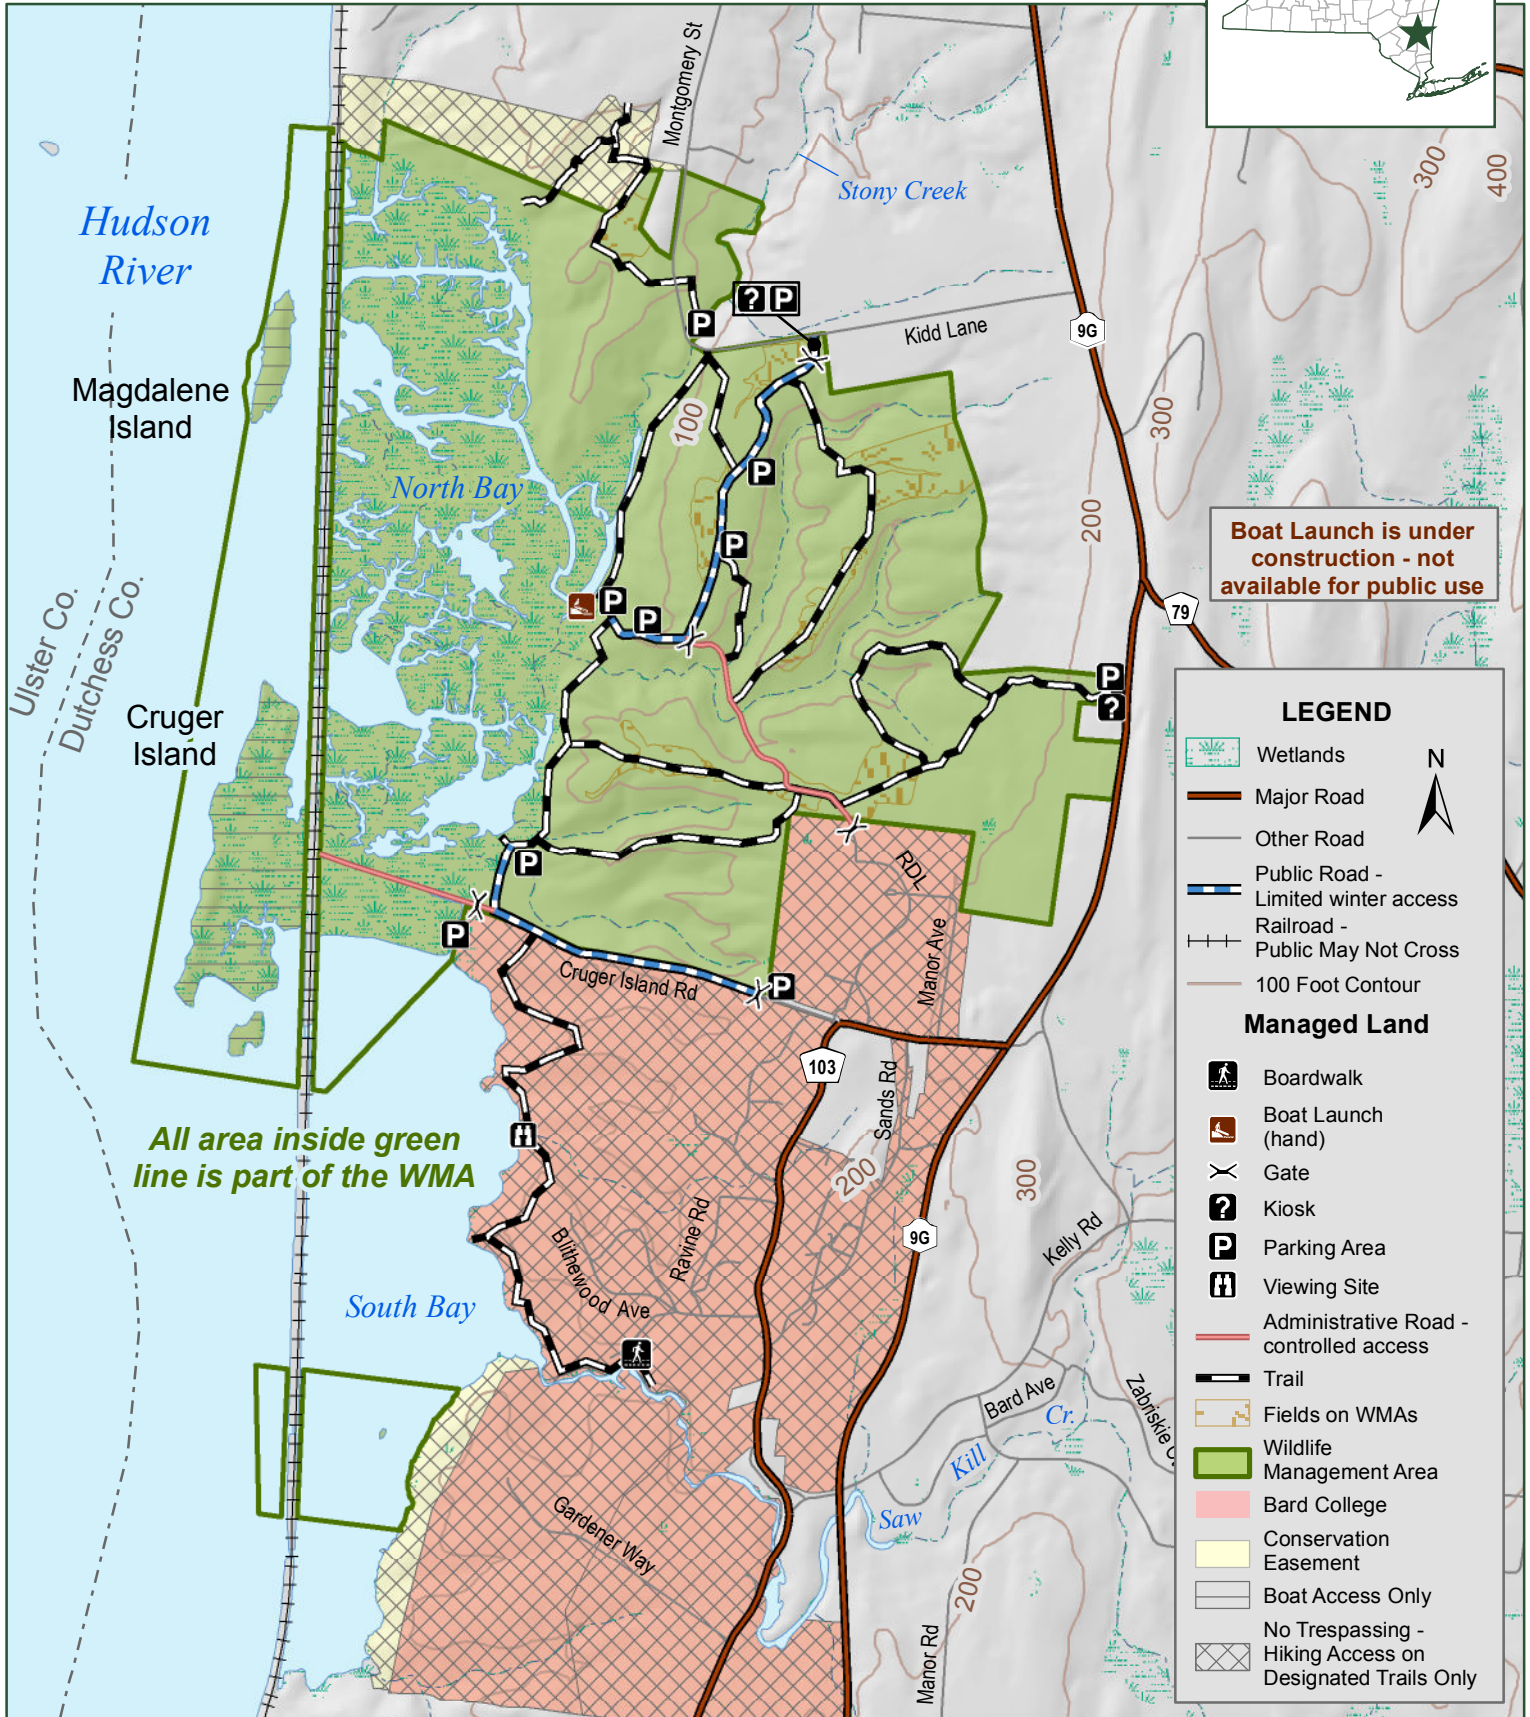 Montgomery St
Stony Creek
300
400
Hudson
River
? P
P
Kidd Lane
9G
Magdalene
Island
100
300
P
North Bay
200
P
Boat Launch is under
construction - not
available for public use
P
P
79
Ulster Co.
Dutchess Co.
P
?
Cruger
Island
LEGEND
Wetlands
N
Major Road
Other Road
Public Road -
Limited winter access
Railroad -
Public May Not Cross
100 Foot Contour
Managed Land
Boardwalk
Boat Launch
(hand)
Gate
? Kiosk
P Parking Area
Viewing Site
Administrative Road -
controlled access
Trail
Fields on WMAs
Wildlife
Management Area
Bard College
Conservation
Easement
Boat Access Only
No Trespassing -
Hiking Access on
Designated Trails Only
P
RDL
P
Manor Ave
Cruger Island Rd
P
103
Sands Rd
All area inside green
line is part of the WMA
200
300
Ravine Rd
9G
Kelly Rd
Blithewood Ave
South Bay
Bard Ave
Zabriskie
Cr.
Kill
Saw
Gardener Way
200
Manor Rd